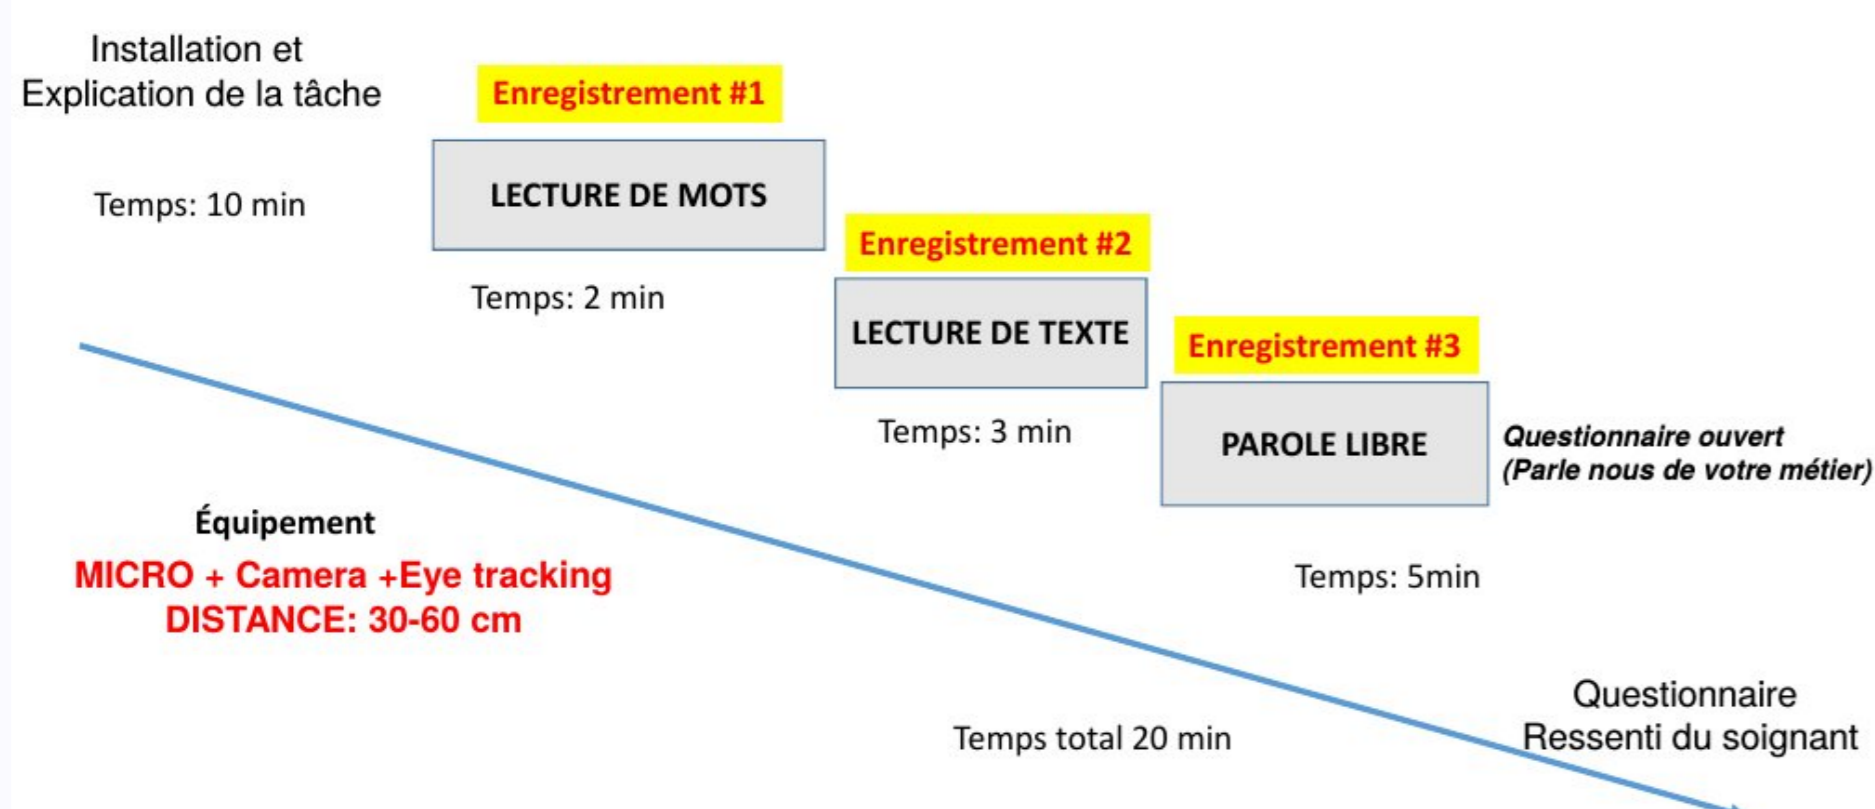 Installation et
Explication de la tâche
Temps: 10 min
Enregistrement #1
LECTURE DE MOTS
Temps: 2 min
Enregistrement #2
LECTURE DE TEXTE
Temps: 3 min
Enregistrement #3
PAROLE LIBRE
Questionnaire ouvert
(Parle nous de votre métier)
Temps: 5min
Équipement
MICRO + Camera +Eye tracking
DISTANCE: 30-60 cm
Temps total 20 min
Questionnaire
Ressenti du soignant